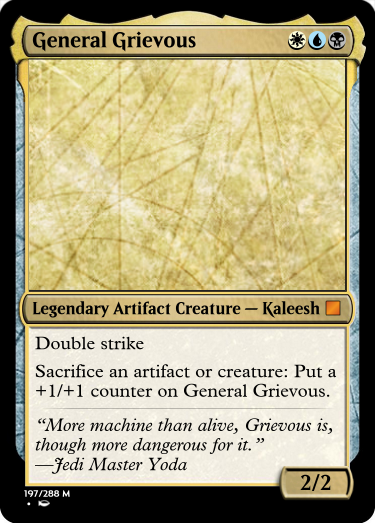 General Grievous
Legendary Artifact Creature — Kaleesh
Double strike
Sacrifice an artifact or creature: Put a
+1/+1 counter on General Grievous.
“More machine than alive, Grievous is,
though more dangerous for it.”
—Jedi Master Yoda
2/2
197/288 M